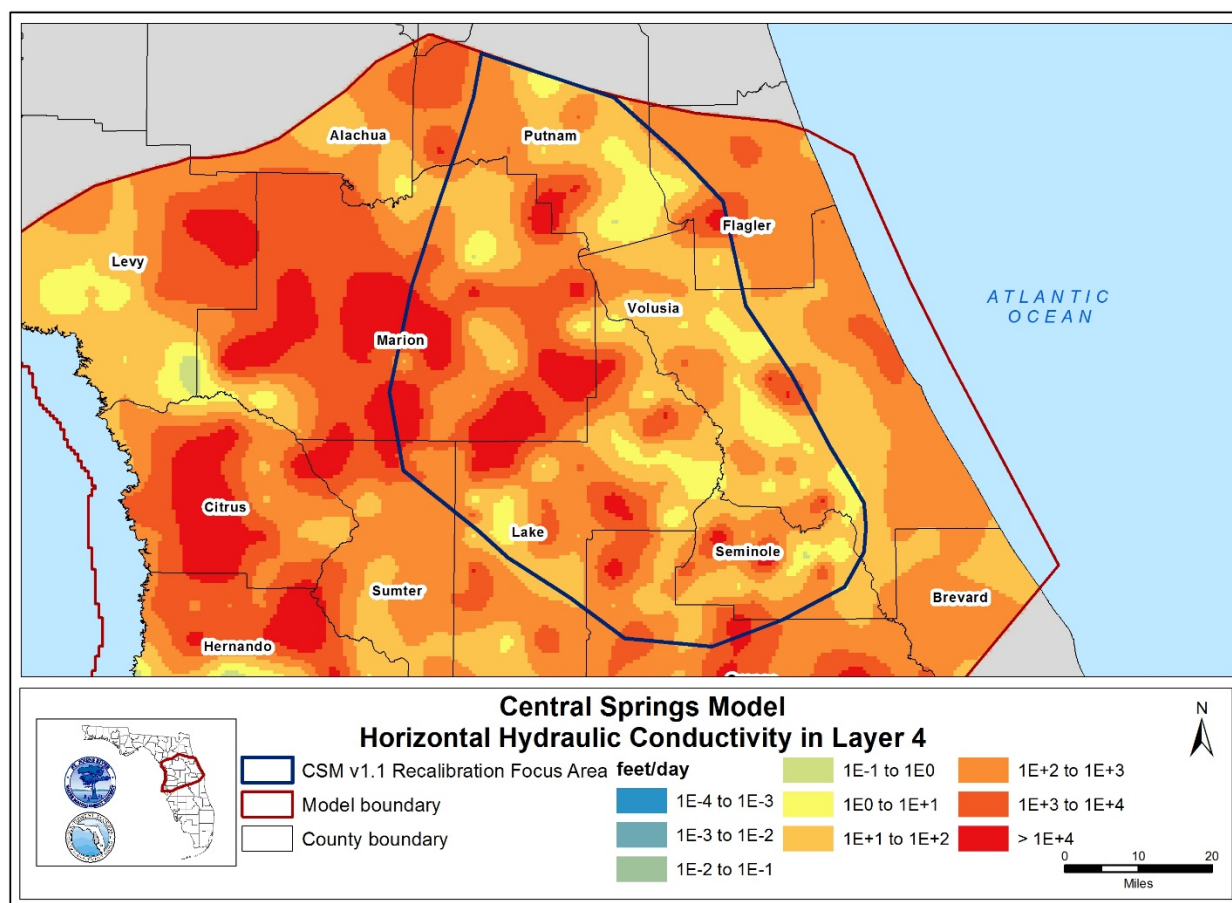 Alachua
Putnam
Flagler
Levy
Volusia
ATLANTIC
OCEAN
Marion
Citrus
Lake
Seminole
Sumter
Brevard
Hernando
Central Springs Model
Horizontal Hydraulic Conductivity in Layer 4
N
CSM v1.1 Recalibration Focus Area
Model boundary
County boundary
feet/day
1E-4 to 1E-3
1E-3 to 1E-2
1E-2 to 1E-1
1E-1 to 1E0
1E0 to 1E+1
1E+1 to 1E+2
1E+2 to 1E+3
1E+3 to 1E+4
> 1E+4
0 10 20
Miles